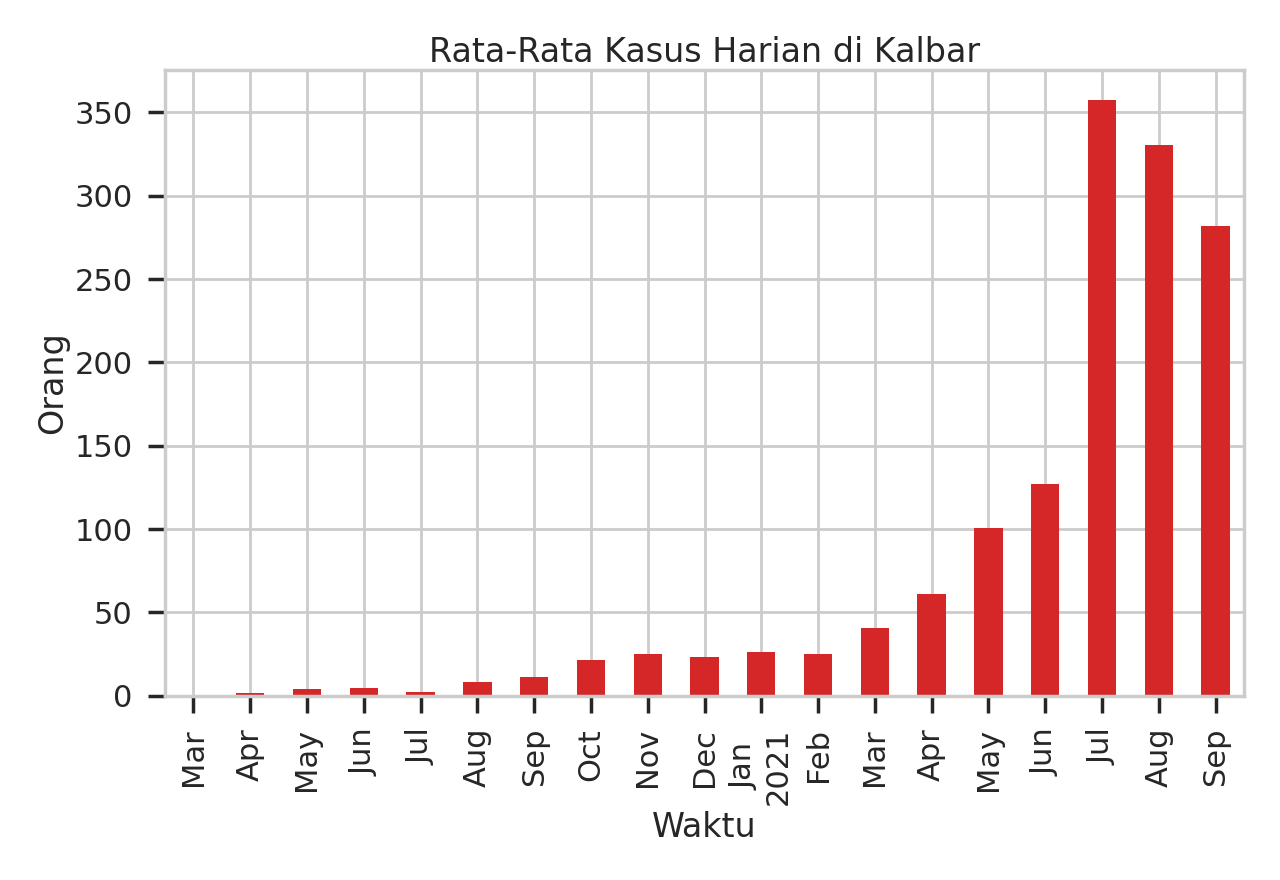 Rata-Rata Kasus Harian di Kalbar
Orang
350
300
250
200
150
100
50
0
Mar
Apr
May
Jun
Jul
Aug
Sep
Oct
Nov
Dec
Jan
2021
Feb
Mar
Apr
May
Jun
Jul
Aug
Sep
Waktu